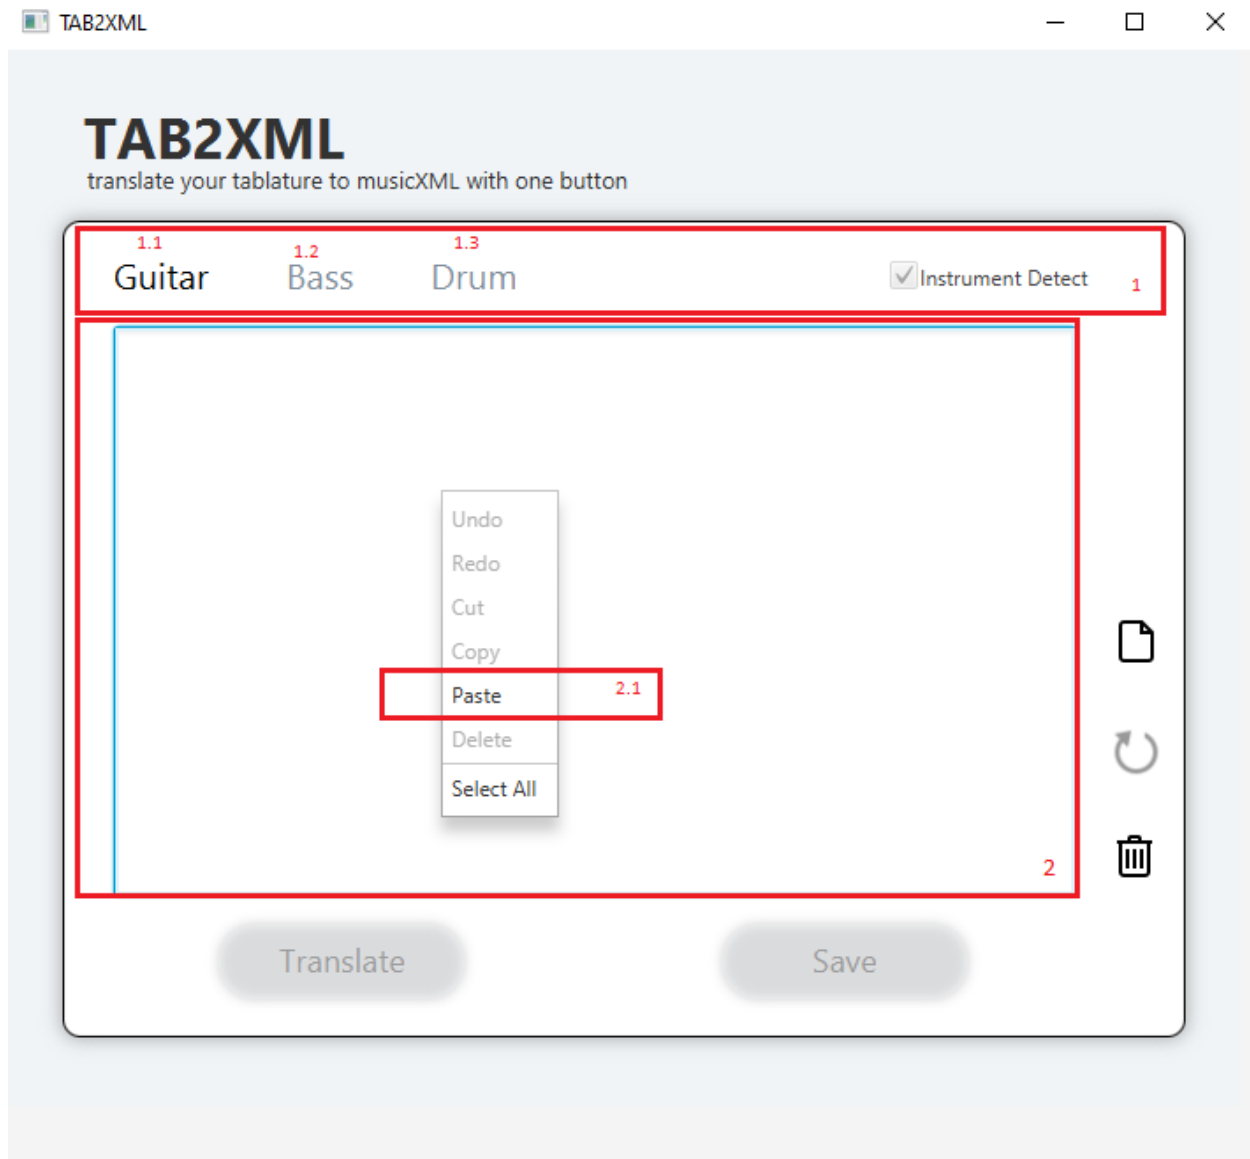 TAB2XML
TAB2XML
translate your tablature to musicXML with one button
1.1 1.2 1.3
Guitar Bass Drum Instrument Detect 1
Undo
Redo
Cut
Copy
Paste 2.1
Delete
Select All
2
Translate Save